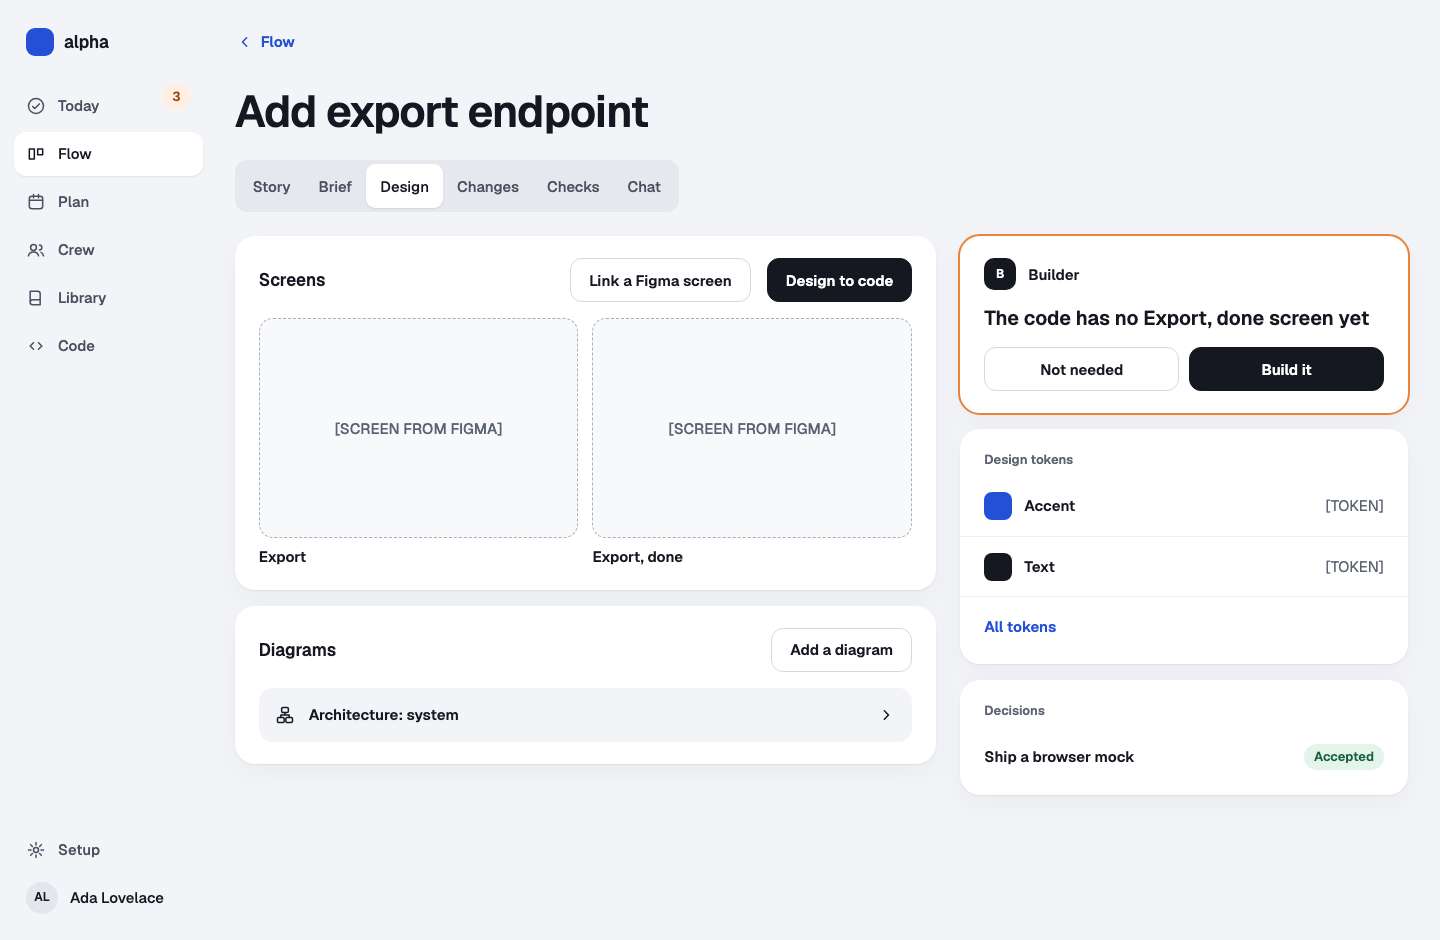 alpha
Today
3
Flow
Plan
Crew
Library
Code
Setup
AL
Ada Lovelace
Flow
Add export endpoint
Story
Brief
Design
Changes
Checks
Chat
Screens
Link a Figma screen
Design to code
[SCREEN FROM FIGMA]
[SCREEN FROM FIGMA]
Export
Export, done
Diagrams
Add a diagram
Architecture: system
B
Builder
The code has no Export, done screen yet
Not needed
Build it
Design tokens
Accent
[TOKEN]
Text
[TOKEN]
All tokens
Decisions
Ship a browser mock
Accepted